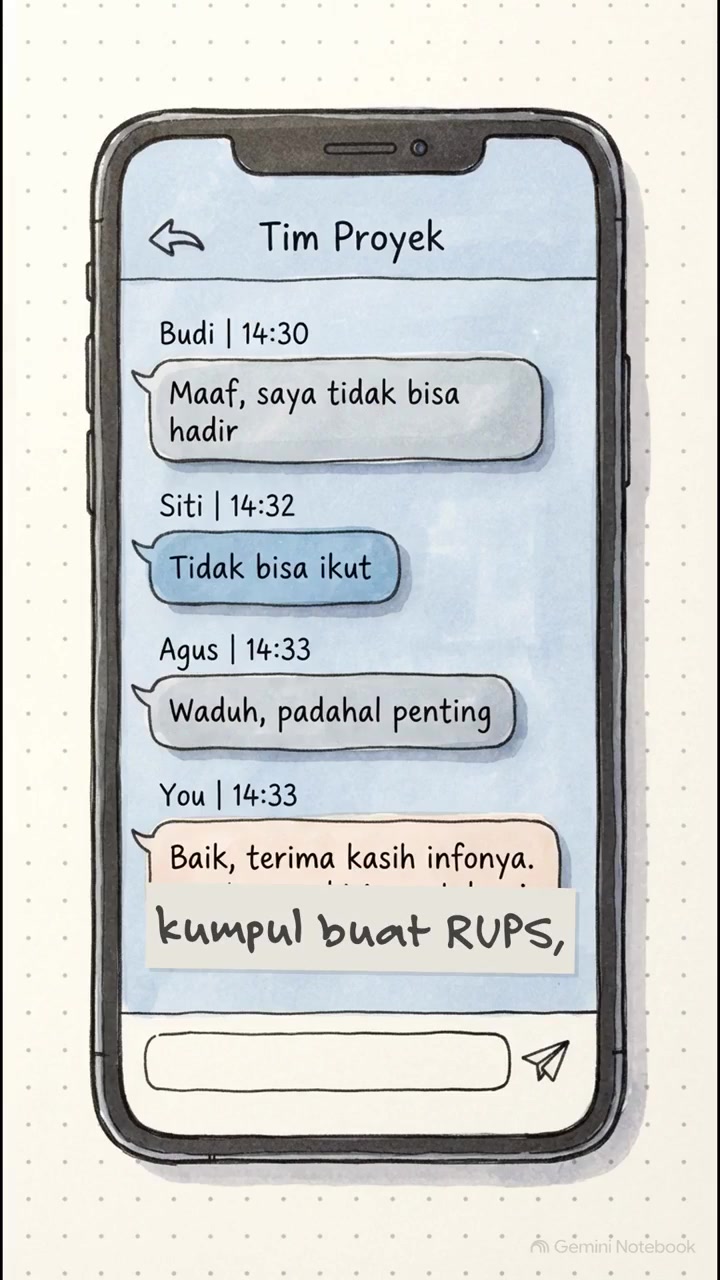 Tim Proyek
Budi | 14:30
Maaf, saya tidak bisa
hadir
Siti | 14:32
Tidak bisa ikut
Agus | 14:33
Waduh, padahal penting
You | 14:33
Baik, terima kasih infonya.
kumpul buat RUPS,
Gemini Notebook